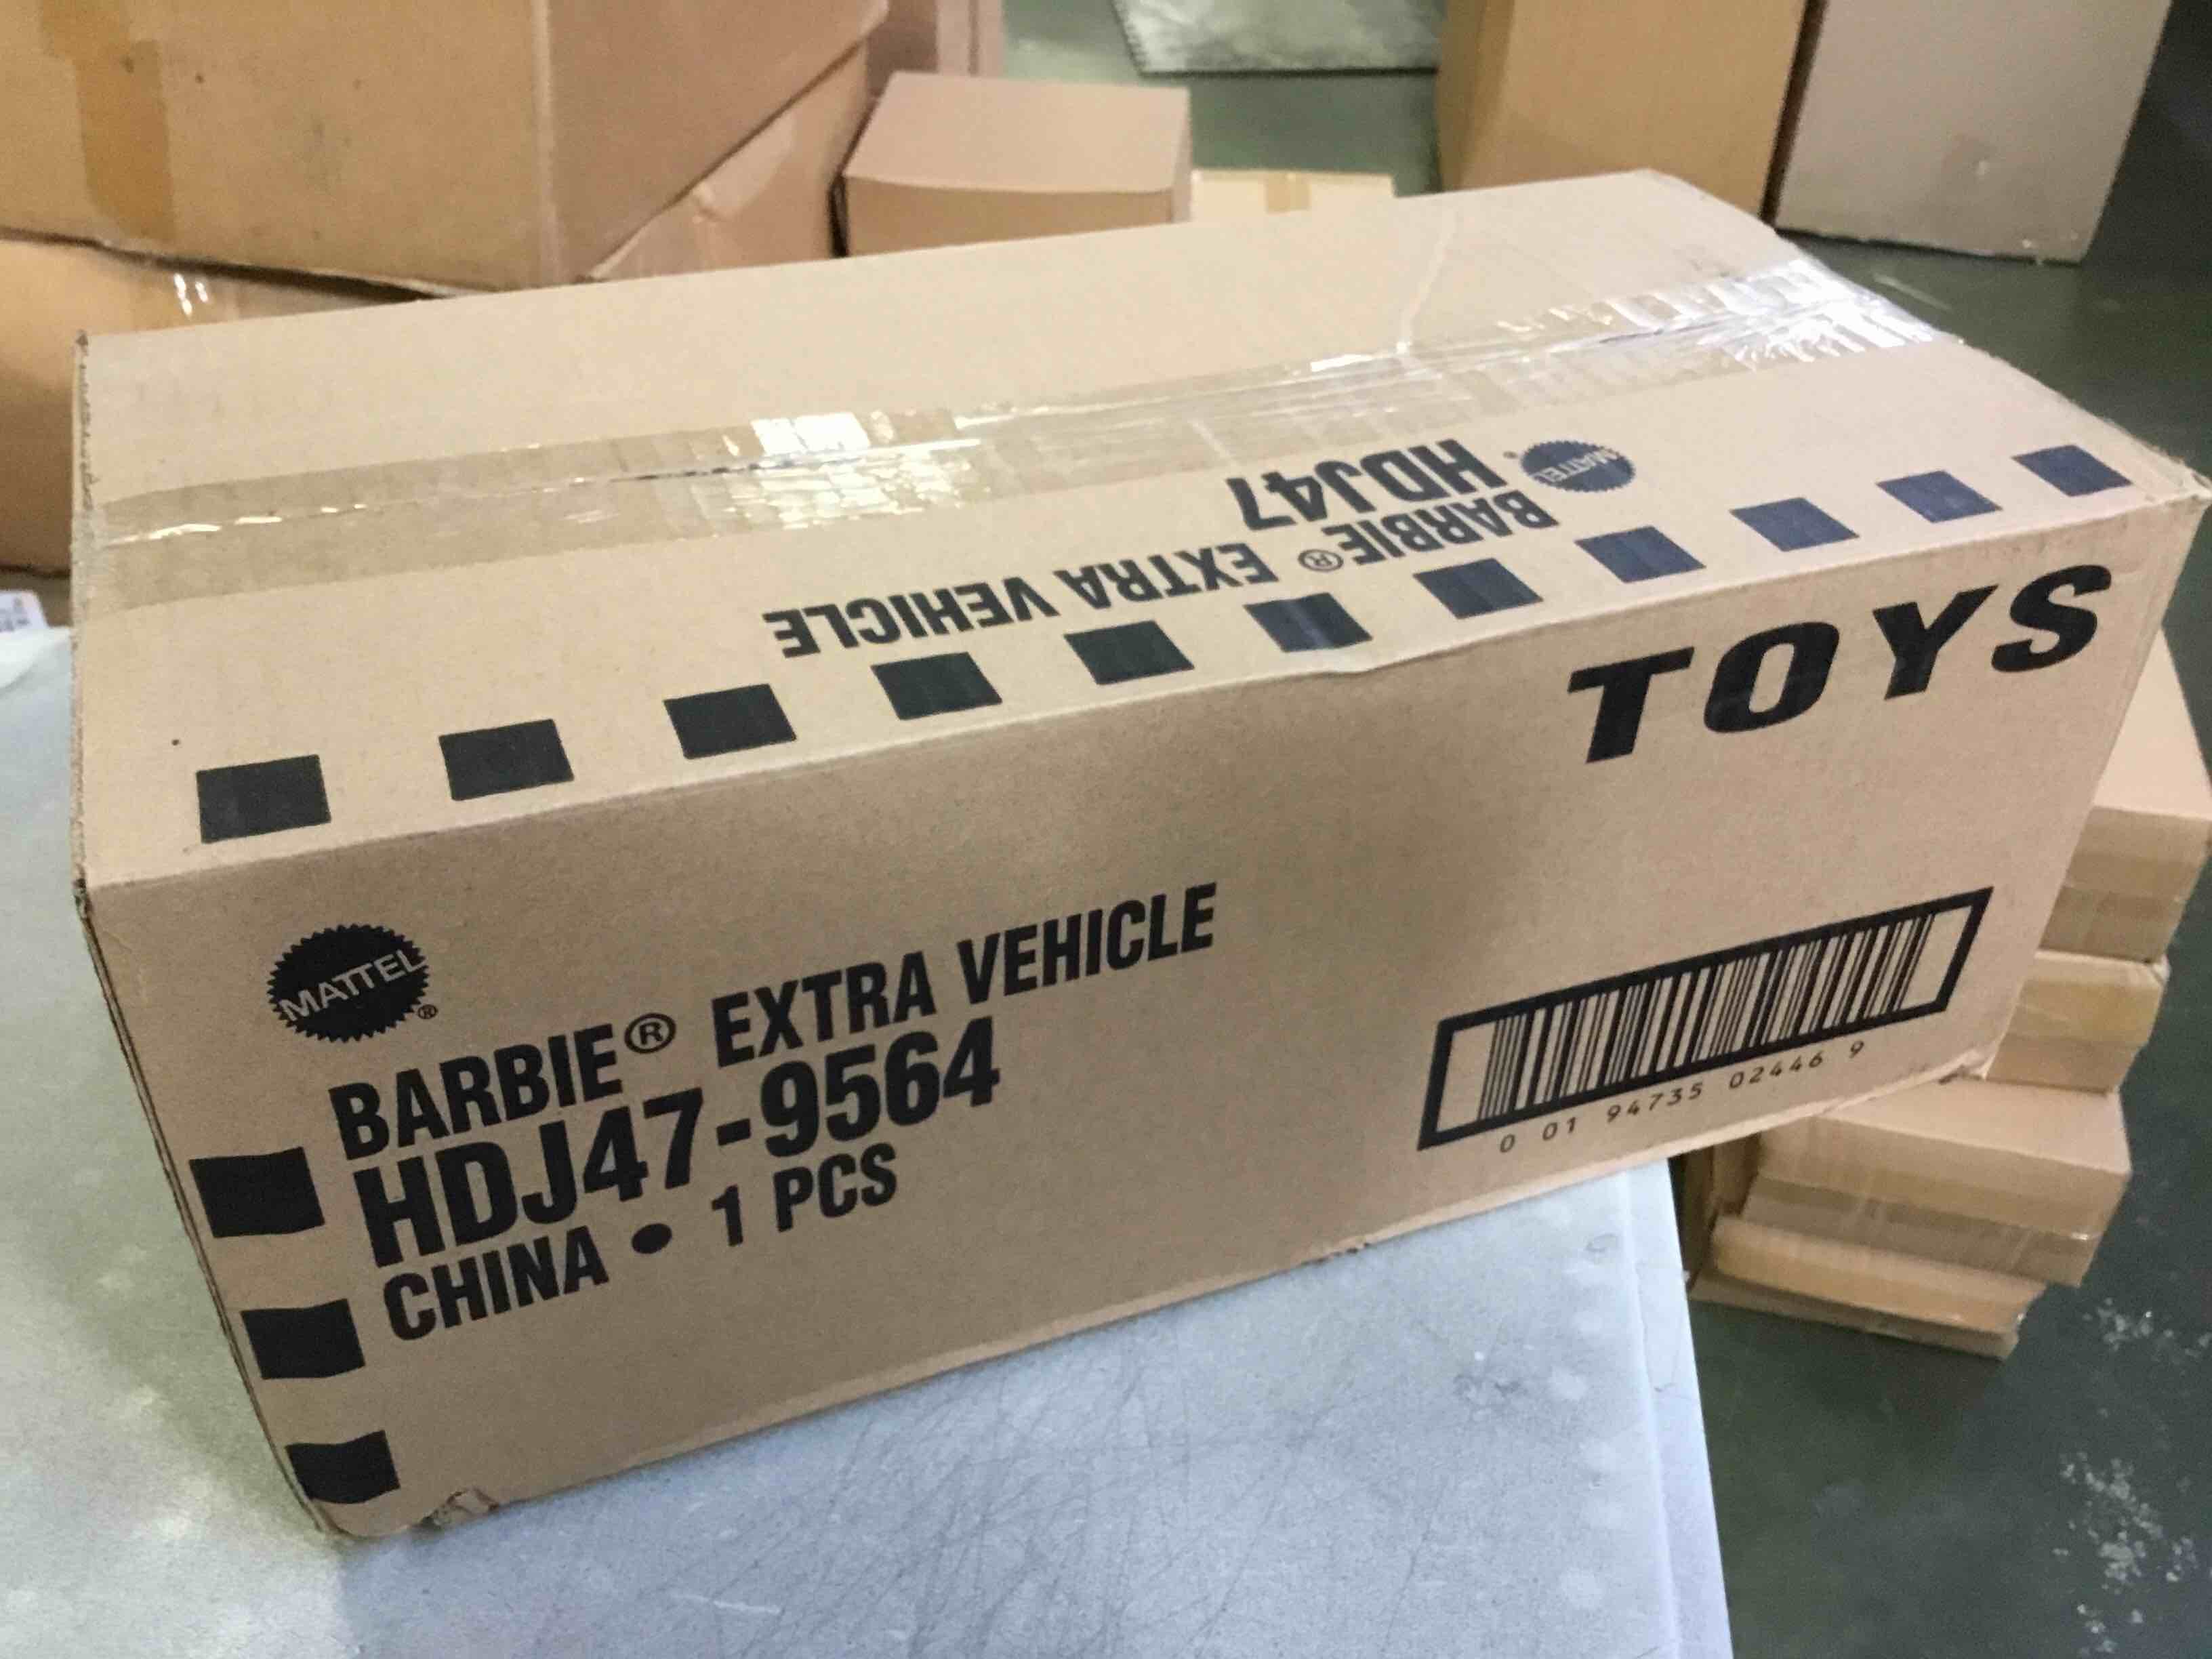 MATTEL
HDJ47
BARBIE® EXTRA VEHICLE
TOYS
MATTEL®
BARBIE® EXTRA VEHICLE
HDJ47-9564
CHINA • 1 PCS
0 01 94735 02446 9